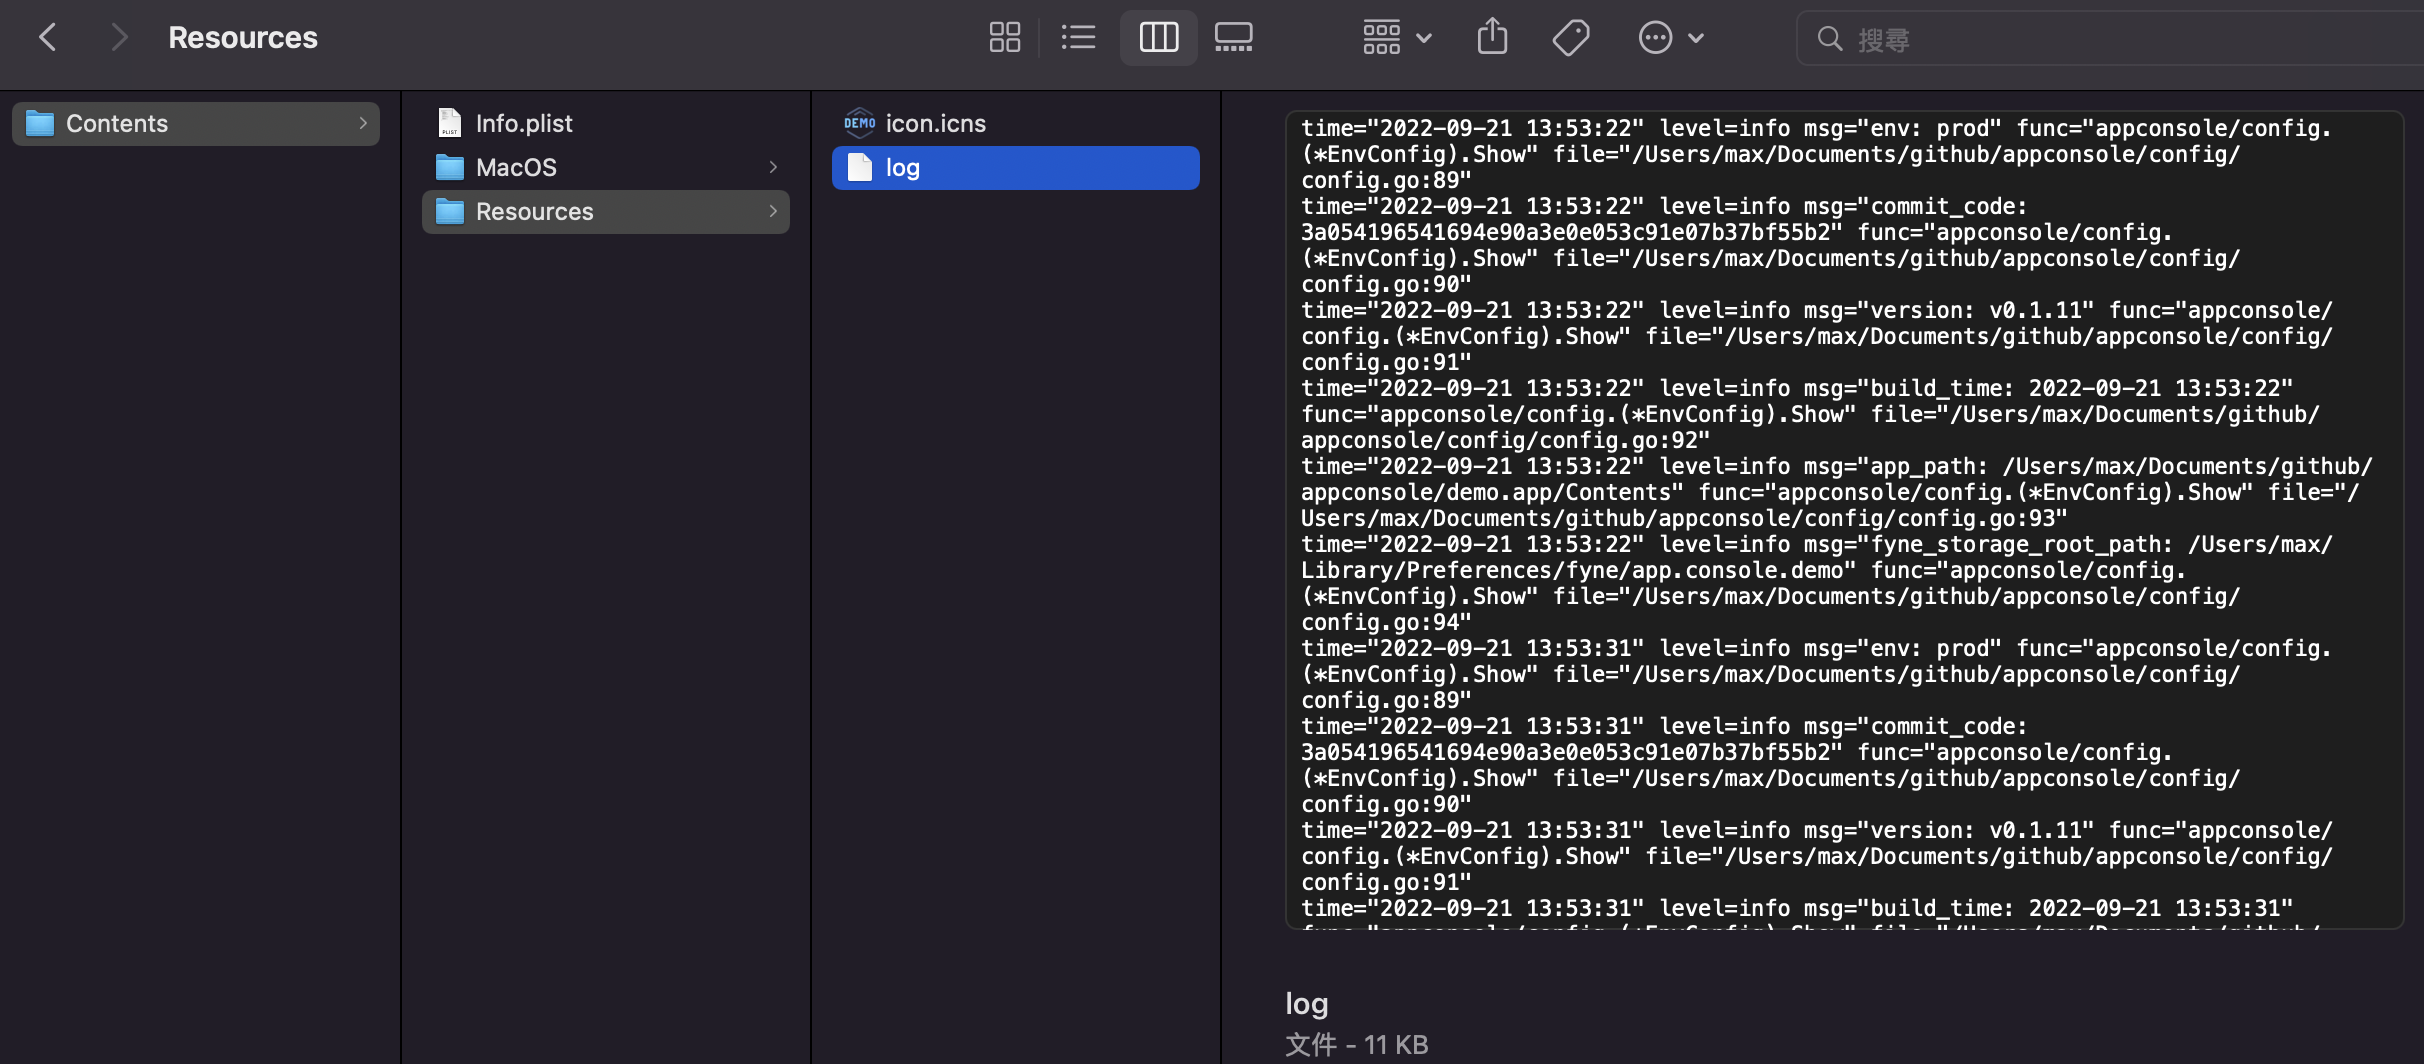 Resources
搜尋
Contents
Info.plist
MacOS
Resources
PLIST
DEMO
icon.icns
log
time="2022-09-21 13:53:22" level=info msg="env: prod" func="appconsole/config.
(*EnvConfig).Show" file="/Users/max/Documents/github/appconsole/config/
config.go:89"
time="2022-09-21 13:53:22" level=info msg="commit_code:
3a054196541694e90a3e0e053c91e07b37bf55b2" func="appconsole/config.
(*EnvConfig).Show" file="/Users/max/Documents/github/appconsole/config/
config.go:90"
time="2022-09-21 13:53:22" level=info msg="version: v0.1.11" func="appconsole/
config.(*EnvConfig).Show" file="/Users/max/Documents/github/appconsole/config/
config.go:91"
time="2022-09-21 13:53:22" level=info msg="build_time: 2022-09-21 13:53:22"
func="appconsole/config.(*EnvConfig).Show" file="/Users/max/Documents/github/
appconsole/config/config.go:92"
time="2022-09-21 13:53:22" level=info msg="app_path: /Users/max/Documents/github/
appconsole/demo.app/Contents" func="appconsole/config.(*EnvConfig).Show" file="/
Users/max/Documents/github/appconsole/config/config.go:93"
time="2022-09-21 13:53:22" level=info msg="fyne_storage_root_path: /Users/max/
Library/Preferences/fyne/app.console.demo" func="appconsole/config.
(*EnvConfig).Show" file="/Users/max/Documents/github/appconsole/config/
config.go:94"
time="2022-09-21 13:53:31" level=info msg="env: prod" func="appconsole/config.
(*EnvConfig).Show" file="/Users/max/Documents/github/appconsole/config/
config.go:89"
time="2022-09-21 13:53:31" level=info msg="commit_code:
3a054196541694e90a3e0e053c91e07b37bf55b2" func="appconsole/config.
(*EnvConfig).Show" file="/Users/max/Documents/github/appconsole/config/
config.go:90"
time="2022-09-21 13:53:31" level=info msg="version: v0.1.11" func="appconsole/
config.(*EnvConfig).Show" file="/Users/max/Documents/github/appconsole/config/
config.go:91"
time="2022-09-21 13:53:31" level=info msg="build_time: 2022-09-21 13:53:31"
func="appconsole/config.(*EnvConfig).Show" file="/Users/max/Documents/github/
log
文件 - 11 KB